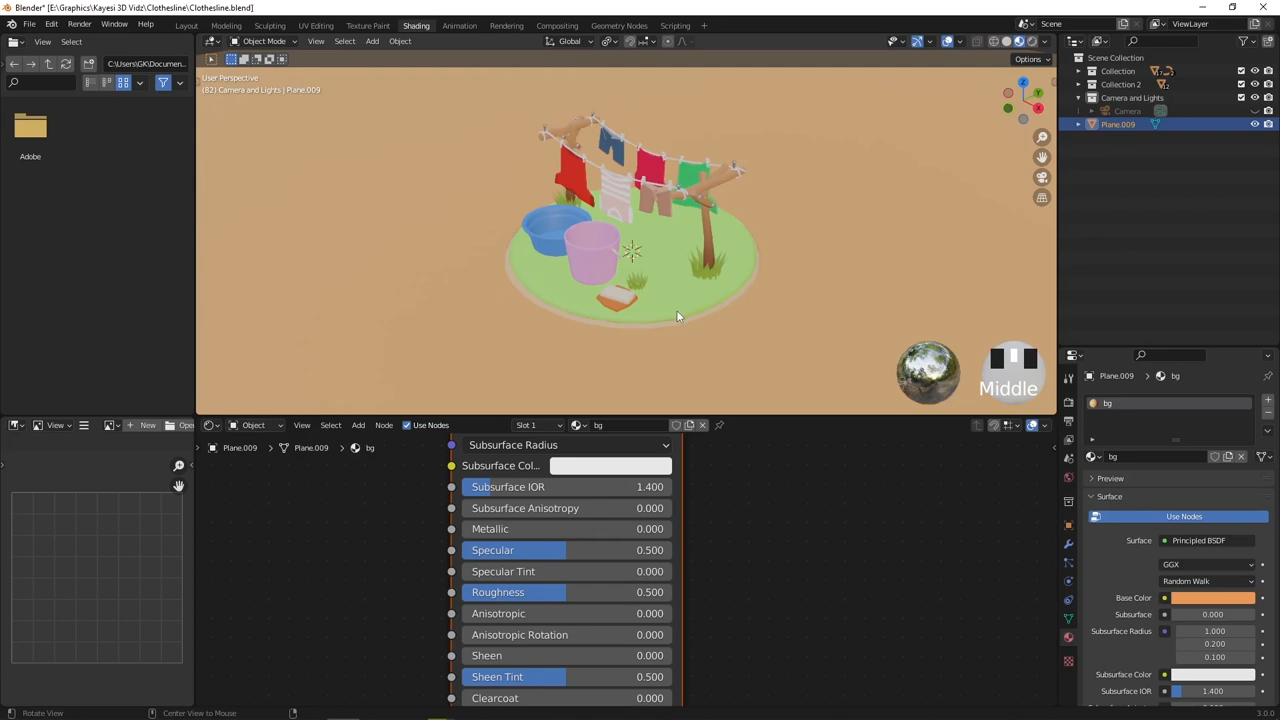 Blender* [E:\Graphics\Kayesi 3D Vidz\Clothesline\Clothesline.blend]
File Edit Render Window Help Layout Modeling Sculpting UV Editing Texture Paint Shading Animation Rendering Compositing Geometry Nodes Scripting Scene ViewLayer
View Select Object Mode View Select Add Object Global
C:\Users\GK\Documen... Options
User Perspective
(82) Camera and Lights | Plane.009
Scene Collection
Collection
Collection 2
12
Camera and Lights
Camera
Plane.009
Adobe
Z
Y
X
Middle
View New Open Object View Select Add Node Use Nodes Slot 1 bg
Plane.009 Plane.009 bg
Subsurface Radius
Subsurface Col...
Subsurface IOR 1.400
Subsurface Anisotropy 0.000
Metallic 0.000
Specular 0.500
Specular Tint 0.000
Roughness 0.500
Anisotropic 0.000
Anisotropic Rotation 0.000
Sheen 0.000
Sheen Tint 0.500
Clearcoat 0.000
Plane.009 bg
bg
bg
Preview
Surface
Use Nodes
Surface Principled BSDF
GGX
Random Walk
Base Color
Subsurface 0.000
Subsurface Radius 1.000
0.200
0.100
Subsurface Color
Subsurface IOR 1.400
Rotate View Center View to Mouse 3.0.0